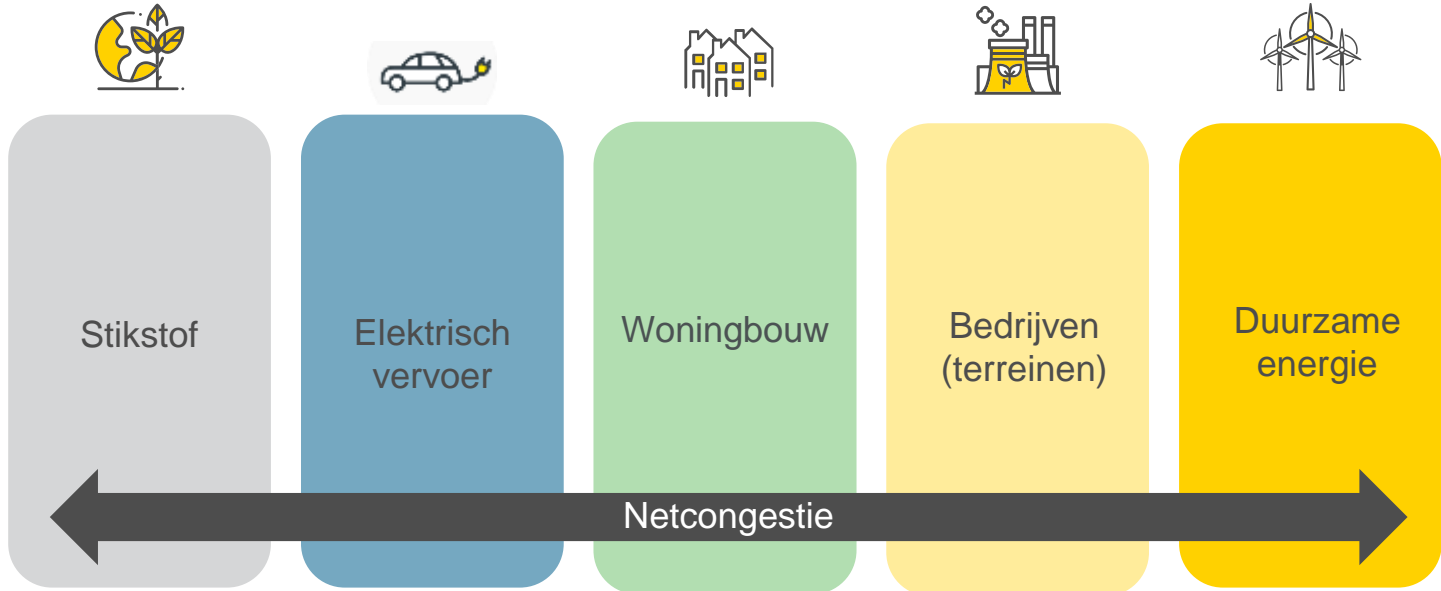 Stikstof
Elektrisch
vervoer
Woningbouw
Bedrijven
(terreinen)
Duurzame
energie
Netcongestie